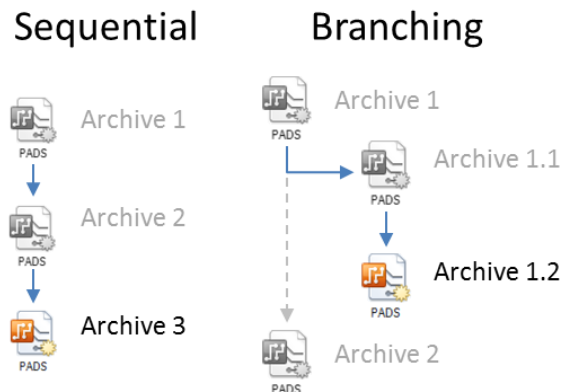 Sequential
Archive 1
PADS
Archive 2
PADS
Archive 3
PADS
Branching
Archive 1
PADS
Archive 1.1
PADS
Archive 1.2
PADS
Archive 2
PADS